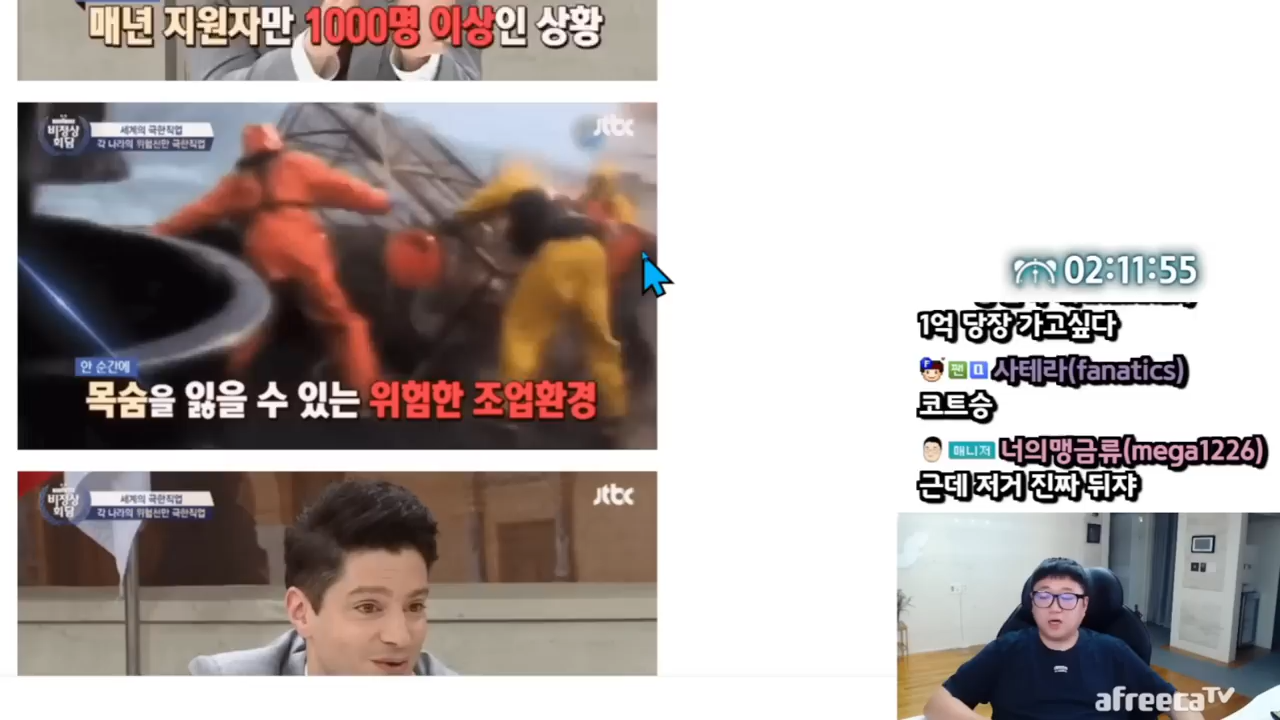 매년 지원자만 1000명 이상인 상황
비정상
회담
세계의 극한직업
각 나라의 위험천만 극한직업
jtbc
안 순간에
목숨을 잃을 수 있는 위험한 조업환경
비정상
회담
세계의 극한직업
각 나라의 위험천만 극한직업
jtbc
02:11:55
1억 당장 가고싶다
F 팬 Q 사테라(fanatics)
코트승
매니저 너의맹금류(mega1226)
근데 저거 진짜 뒤쟈
afreecaTV